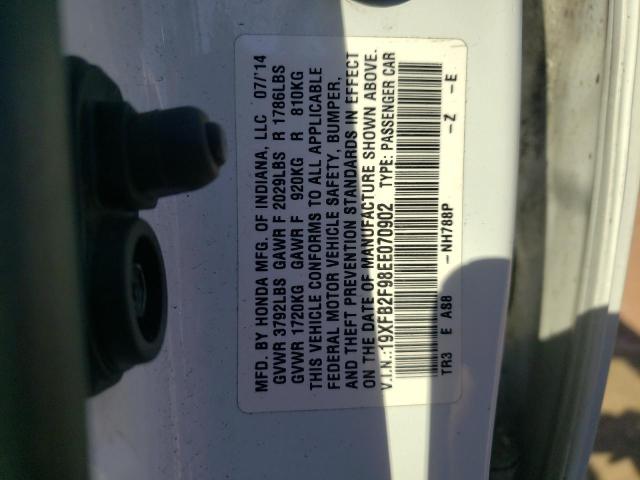 MFD. BY HONDA MFG. OF INDIANA, LLC 07/14
GVWR 3792LBS GAWR F 2029LBS R 1786LBS
GVWR 1720KG GAWR F 920KG R 810KG
THIS VEHICLE CONFORMS TO ALL APPLICABLE
FEDERAL MOTOR VEHICLE SAFETY, BUMPER,
AND THEFT PREVENTION STANDARDS IN EFFECT
ON THE DATE OF MANUFACTURE SHOWN ABOVE.
V.I.N.:19XFB2F98EE070902 TYPE: PASSENGER CAR
TR3 E ASB -NH788P -Z -E